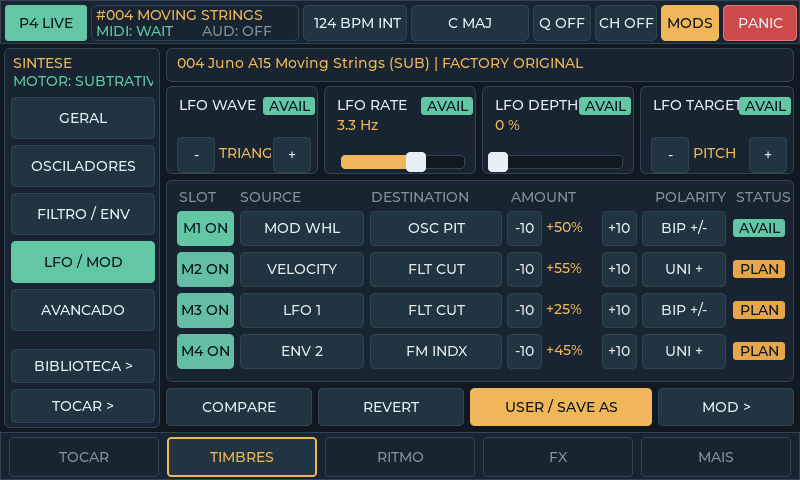 P4 LIVE
#004 MOVING STRINGS
MIDI: WAIT AUD: OFF
124 BPM INT
C MAJ
Q OFF
CH OFF
MODS
PANIC
SINTESE
MOTOR: SUBTRATIV
GERAL
OSCILADORES
FILTRO / ENV
LFO / MOD
AVANCADO
BIBLIOTECA >
TOCAR >
004 Juno A15 Moving Strings (SUB) | FACTORY ORIGINAL
LFO WAVE AVAIL
- TRIANG +
LFO RATE AVAIL
3.3 Hz
LFO DEPTH AVAIL
0 %
LFO TARGET AVAIL
- PITCH +
SLOT SOURCE DESTINATION AMOUNT POLARITY STATUS
M1 ON MOD WHL OSC PIT -10 +50% +10 BIP +/- AVAIL
M2 ON VELOCITY FLT CUT -10 +55% +10 UNI + PLAN
M3 ON LFO 1 FLT CUT -10 +25% +10 BIP +/- PLAN
M4 ON ENV 2 FM INDX -10 +45% +10 UNI + PLAN
COMPARE REVERT USER / SAVE AS MOD >
TOCAR TIMBRES RITMO FX MAIS